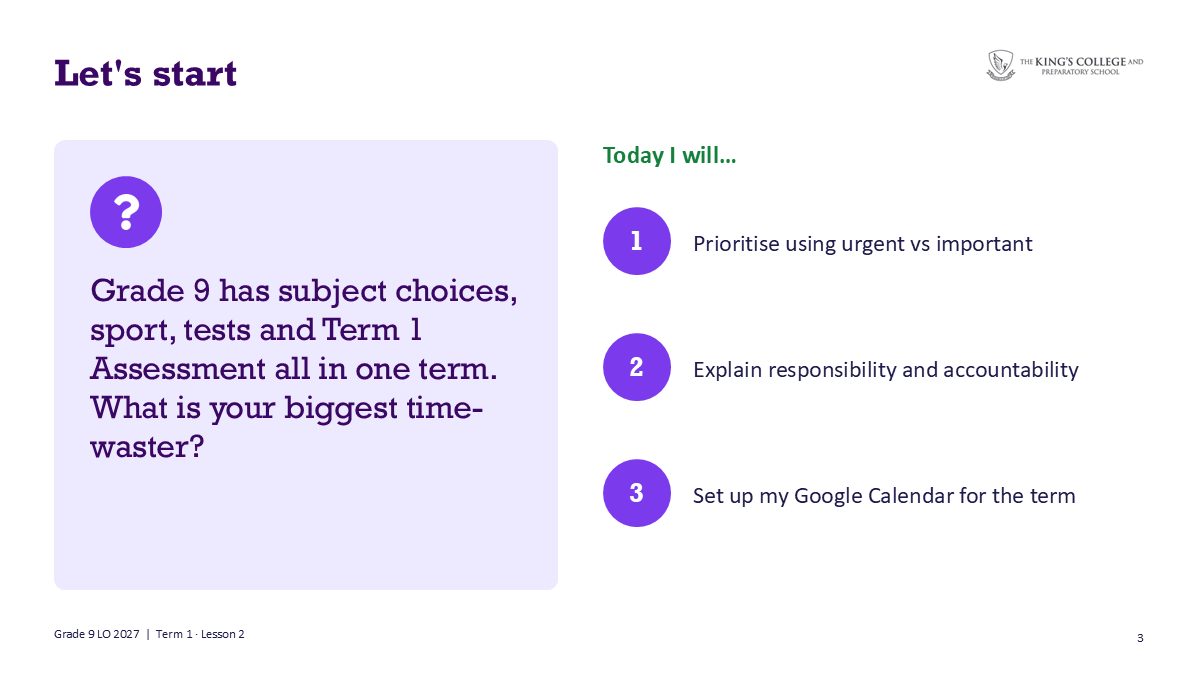 Let's start
THE KING'S COLLEGE AND
PREPARATORY SCHOOL
?
Grade 9 has subject choices,
sport, tests and Term 1
Assessment all in one term.
What is your biggest time-
waster?
Today I will…
1
Prioritise using urgent vs important
2
Explain responsibility and accountability
3
Set up my Google Calendar for the term
Grade 9 LO 2027 | Term 1 · Lesson 2
3